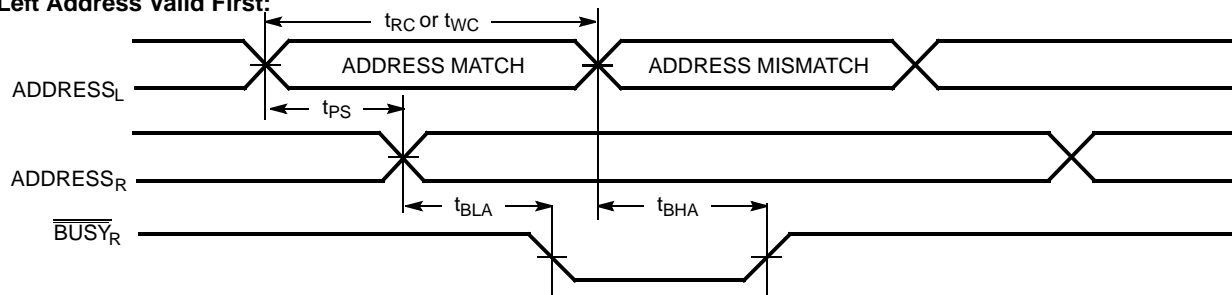 Left Address Valid First:
tRC or tWC
ADDRESS MATCH
ADDRESS MISMATCH
ADDRESSL
tPS
ADDRESSR
tBLA
tBHA
BUSYR